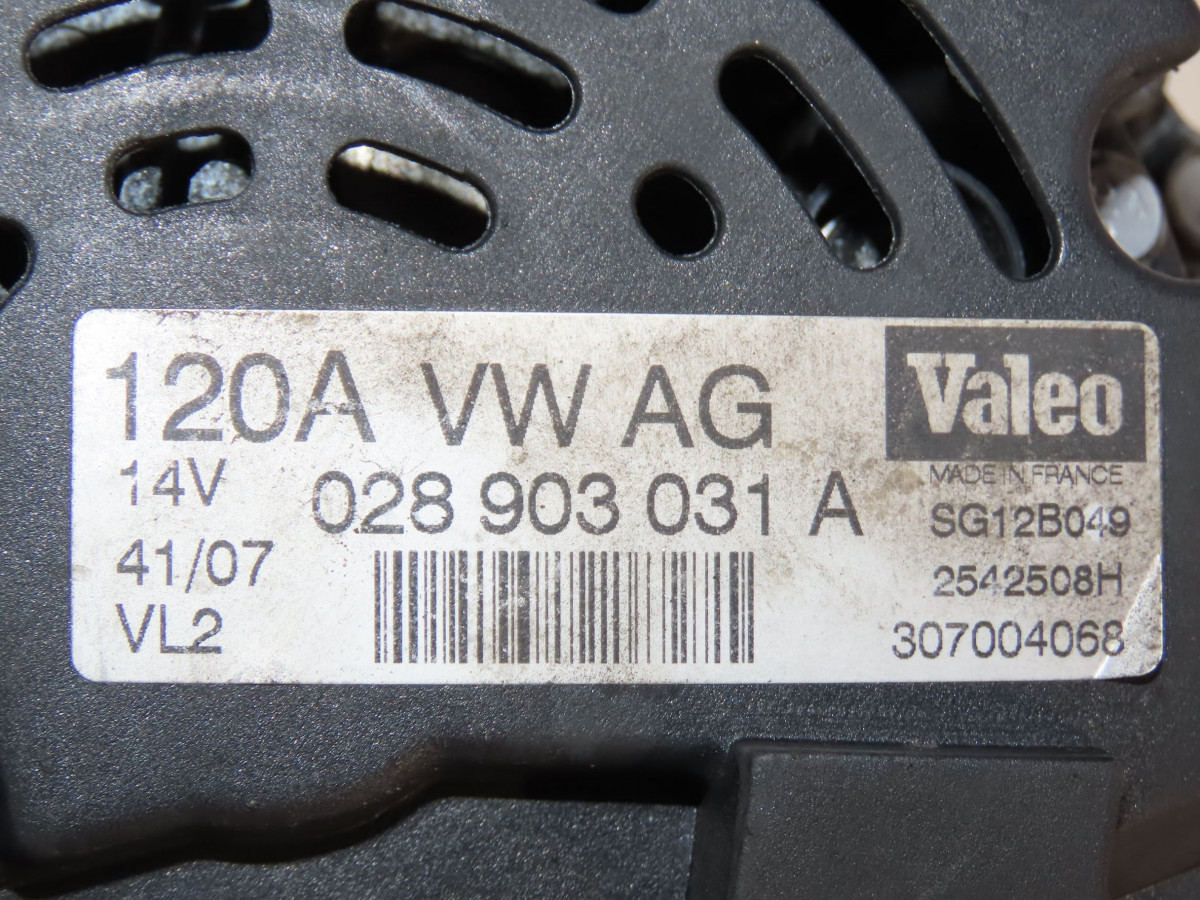 120A VW AG
Valeo
MADE IN FRANCE
14V
028 903 031 A
SG12B049
41/07
2542508H
VL2
307004068